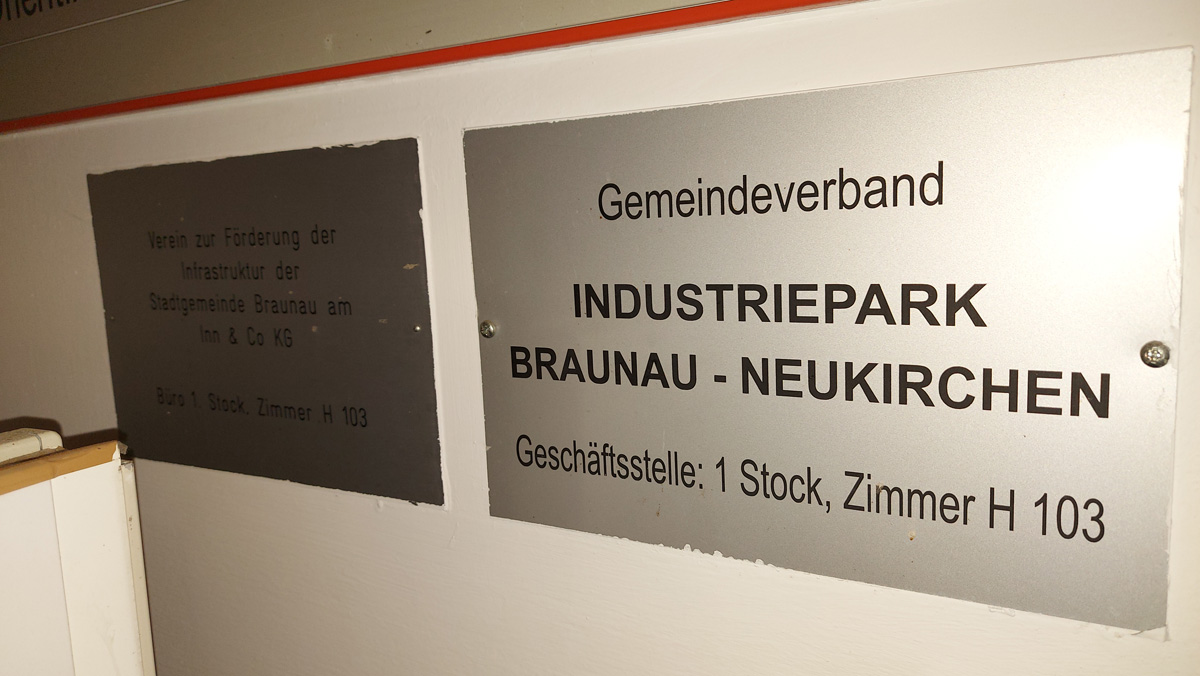 Verein zur Förderung der
Infrastruktur der
Stadtgemeinde Braunau am
Inn & Co KG
Büro 1. Stock, Zimmer H 103
Gemeindeverband
INDUSTRIEPARK
BRAUNAU - NEUKIRCHEN
Geschäftsstelle: 1 Stock, Zimmer H 103